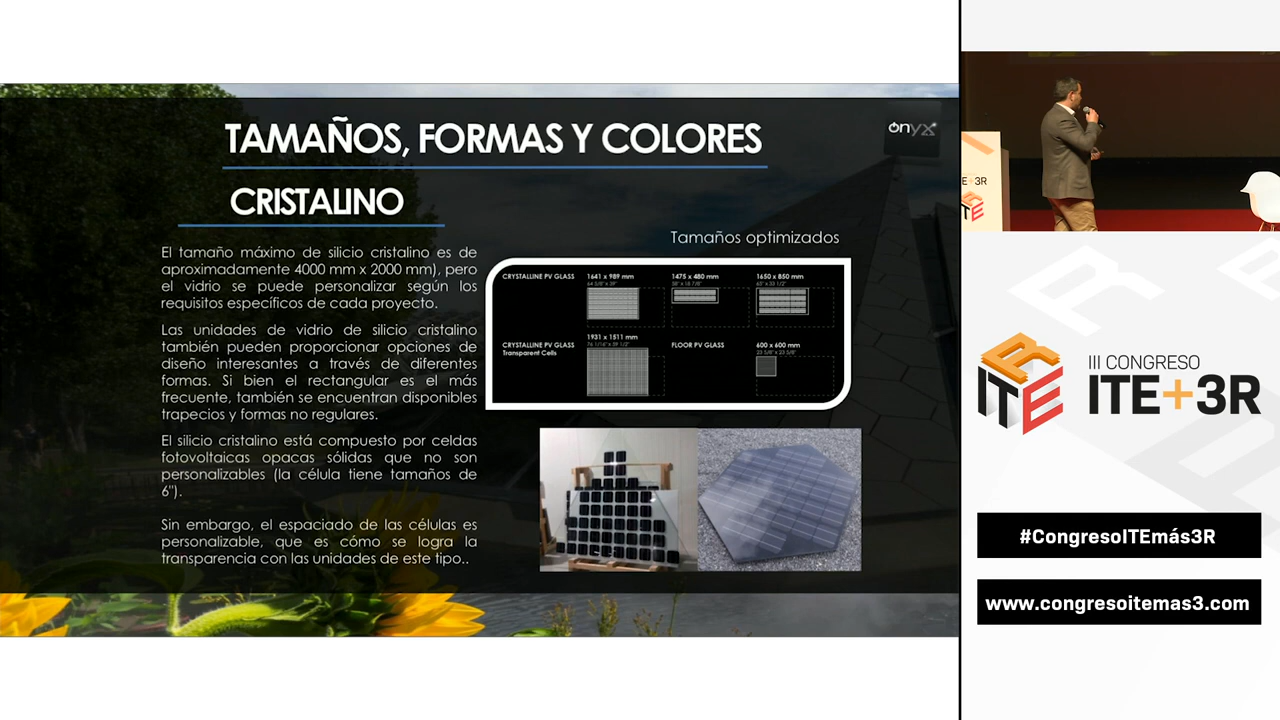 TAMAÑOS, FORMAS Y COLORES
onyx
CRISTALINO
El tamaño máximo de silicio cristalino es de
aproximadamente 4000 mm x 2000 mm), pero
el vidrio se puede personalizar según los
requisitos específicos de cada proyecto.
Las unidades de vidrio de silicio cristalino
también pueden proporcionar opciones de
diseño interesantes a través de diferentes
formas. Si bien el rectangular es el más
frecuente, también se encuentran disponibles
trapecios y formas no regulares.
El silicio cristalino está compuesto por celdas
fotovoltaicas opacas sólidas que no son
personalizables (la célula tiene tamaños de
6").
Sin embargo, el espaciado de las células es
personalizable, que es cómo se logra la
transparencia con las unidades de este tipo..
Tamaños optimizados
CRYSTALLINE PV GLASS
1641 x 989 mm
64 5/8" x 39"
1475 x 480 mm
58" x 18 7/8"
1650 x 850 mm
65" x 33 1/2"
CRYSTALLINE PV GLASS
Transparent Cells
1931 x 1511 mm
76 1/16" x 59 1/2"
FLOOR PV GLASS
600 x 600 mm
23 5/8" x 23 5/8"
E+3R
ITE
ITE
R
III CONGRESO
ITE+3R
#CongresoITEmás3R
www.congresoitemas3.com